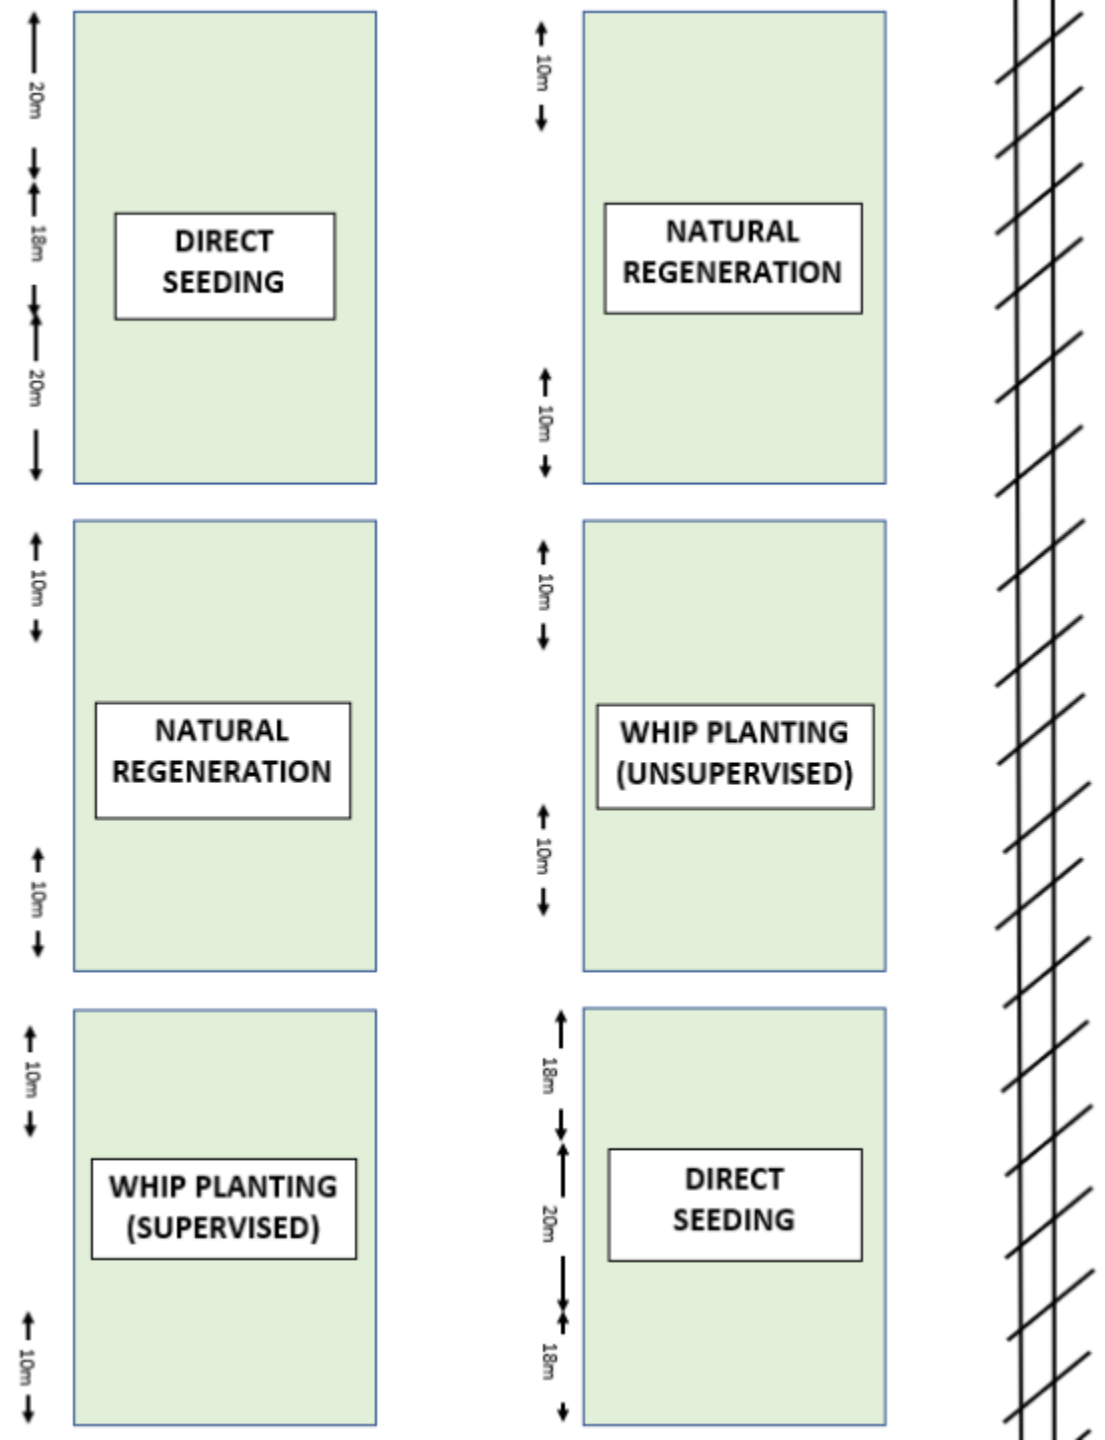 20m
18m
20m
DIRECT
SEEDING
10m
10m
NATURAL
REGENERATION
10m
10m
NATURAL
REGENERATION
10m
10m
WHIP PLANTING
(UNSUPERVISED)
10m
10m
WHIP PLANTING
(SUPERVISED)
18m
20m
18m
DIRECT
SEEDING